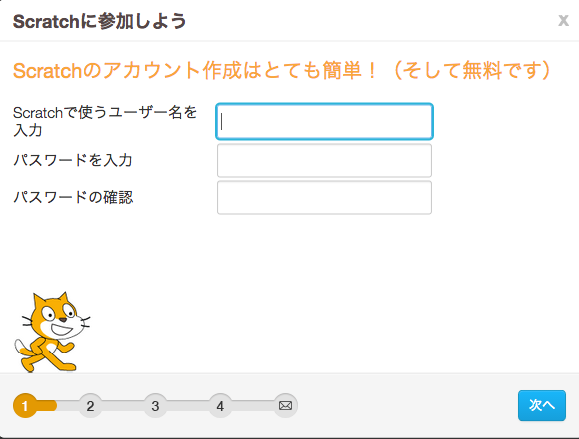 Scratchに参加しよう
x
Scratchのアカウント作成はとても簡単！（そして無料です）
Scratchで使うユーザー名を
入力
パスワードを入力
パスワードの確認
1 2 3 4
次へ